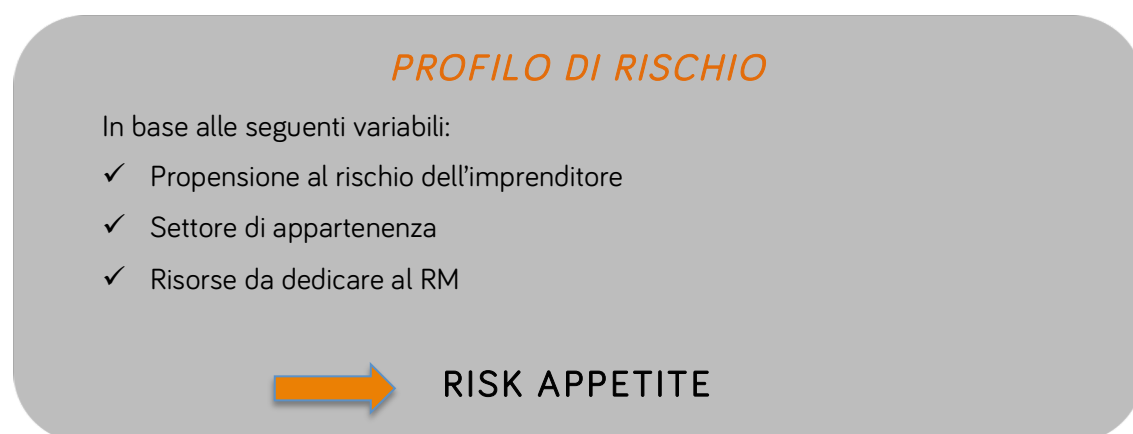 PROFILO DI RISCHIO
In base alle seguenti variabili:
✓ Propensione al rischio dell'imprenditore
✓ Settore di appartenenza
✓ Risorse da dedicare al RM
RISK APPETITE